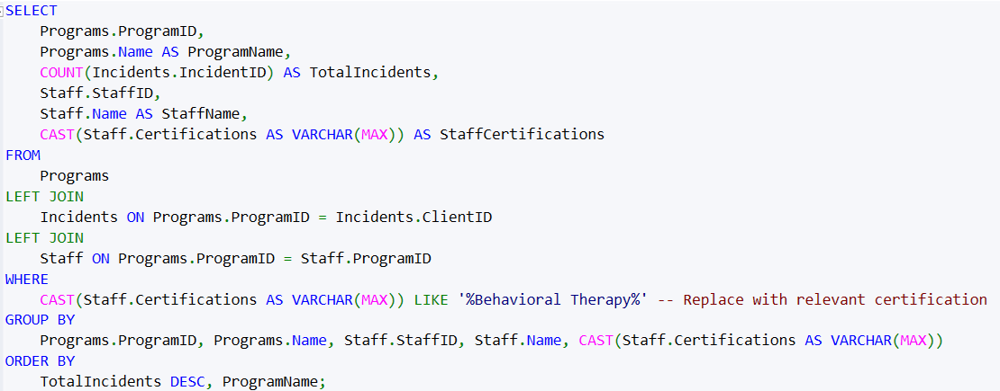 SELECT
    Programs.ProgramID,
    Programs.Name AS ProgramName,
    COUNT(Incidents.IncidentID) AS TotalIncidents,
    Staff.StaffID,
    Staff.Name AS StaffName,
    CAST(Staff.Certifications AS VARCHAR(MAX)) AS StaffCertifications
FROM
    Programs
LEFT JOIN
    Incidents ON Programs.ProgramID = Incidents.ClientID
LEFT JOIN
    Staff ON Programs.ProgramID = Staff.ProgramID
WHERE
    CAST(Staff.Certifications AS VARCHAR(MAX)) LIKE '%Behavioral Therapy%' -- Replace with relevant certification
GROUP BY
    Programs.ProgramID, Programs.Name, Staff.StaffID, Staff.Name, CAST(Staff.Certifications AS VARCHAR(MAX))
ORDER BY
    TotalIncidents DESC, ProgramName;